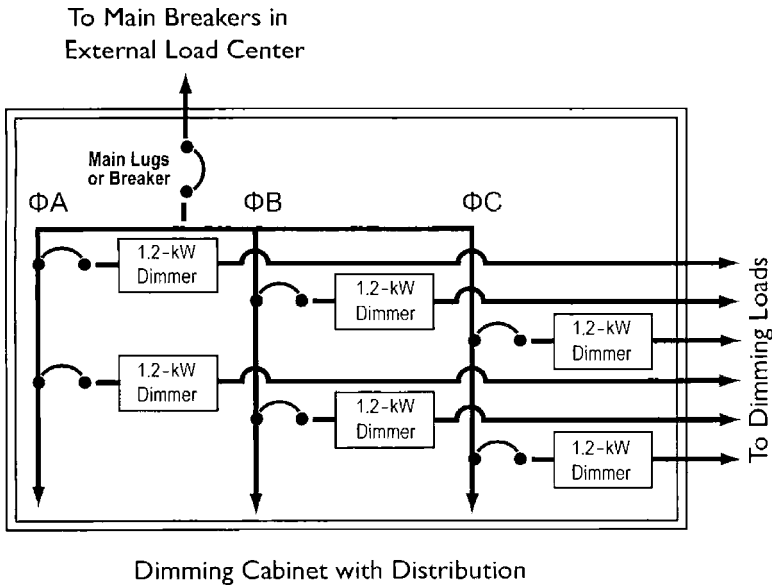 To Main Breakers in
External Load Center
Main Lugs
or Breaker
ΦA
ΦB
ΦC
1.2-kW
Dimmer
1.2-kW
Dimmer
1.2-kW
Dimmer
1.2-kW
Dimmer
1.2-kW
Dimmer
1.2-kW
Dimmer
To Dimming Loads
Dimming Cabinet with Distribution